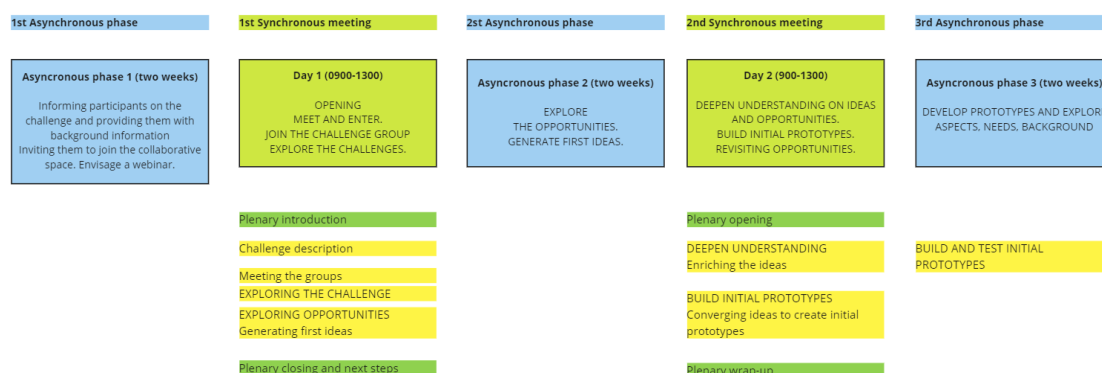 1st Asynchronous phase
1st Synchronous meeting
2st Asynchronous phase
2nd Synchronous meeting
3rd Asynchronous phase
Asyncronous phase 1 (two weeks)
Informing participants on the
challenge and providing them with
background information
Inviting them to join the collaborative
space. Envisage a webinar.
Day 1 (0900-1300)
OPENING
MEET AND ENTER.
JOIN THE CHALLENGE GROUP
EXPLORE THE CHALLENGES.
Asyncronous phase 2 (two weeks)
EXPLORE
THE OPPORTUNITIES.
GENERATE FIRST IDEAS.
Day 2 (900-1300)
DEEPEN UNDERSTANDING ON IDEAS
AND OPPORTUNITIES.
BUILD INITIAL PROTOTYPES.
REVISITING OPPORTUNITIES.
Asyncronous phase 3 (two weeks)
DEVELOP PROTOTYPES AND EXPLORE
ASPECTS, NEEDS, BACKGROUND
Plenary introduction
Challenge description
Meeting the groups
EXPLORING THE CHALLENGE
EXPLORING OPPORTUNITIES
Generating first ideas
Plenary closing and next steps
Plenary opening
DEEPEN UNDERSTANDING
Enriching the ideas
BUILD INITIAL PROTOTYPES
Converging ideas to create initial
prototypes
Plenary wrap-up
BUILD AND TEST INITIAL
PROTOTYPES